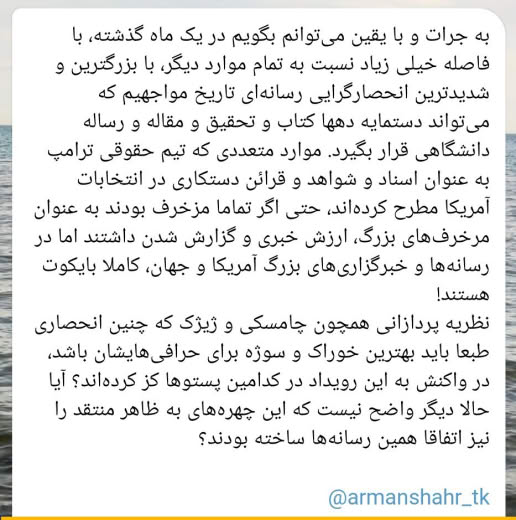 به جرات و با یقین می‌توانم بگویم در یک ماه گذشته، با
فاصله خیلی زیاد نسبت به تمام موارد دیگر، با بزرگترین و
شدیدترین انحصارگرایی رسانه‌ای تاریخ مواجهیم که
می‌تواند دستمایه دهها کتاب و تحقیق و مقاله و رساله
دانشگاهی قرار بگیرد. موارد متعددی که تیم حقوقی ترامپ
به عنوان اسناد و شواهد و قرائن دستکاری در انتخابات
آمریکا مطرح کرده‌اند، حتی اگر تماما مزخرف بودند به عنوان
مرخرف‌های بزرگ، ارزش خبری و گزارش شدن داشتند اما در
رسانه‌ها و خبرگزاری‌های بزرگ آمریکا و جهان، کاملا بایکوت
هستند!
نظریه پردازانی همچون چامسکی و ژیژک که چنین انحصاری
طبعا باید بهترین خوراک و سوژه برای حرافی‌هایشان باشد،
در واکنش به این رویداد در کدامین پستوها کز کرده‌اند؟ آیا
حالا دیگر واضح نیست که این چهره‌های به ظاهر منتقد را
نیز اتفاقا همین رسانه‌ها ساخته بودند؟
@armanshahr_tk